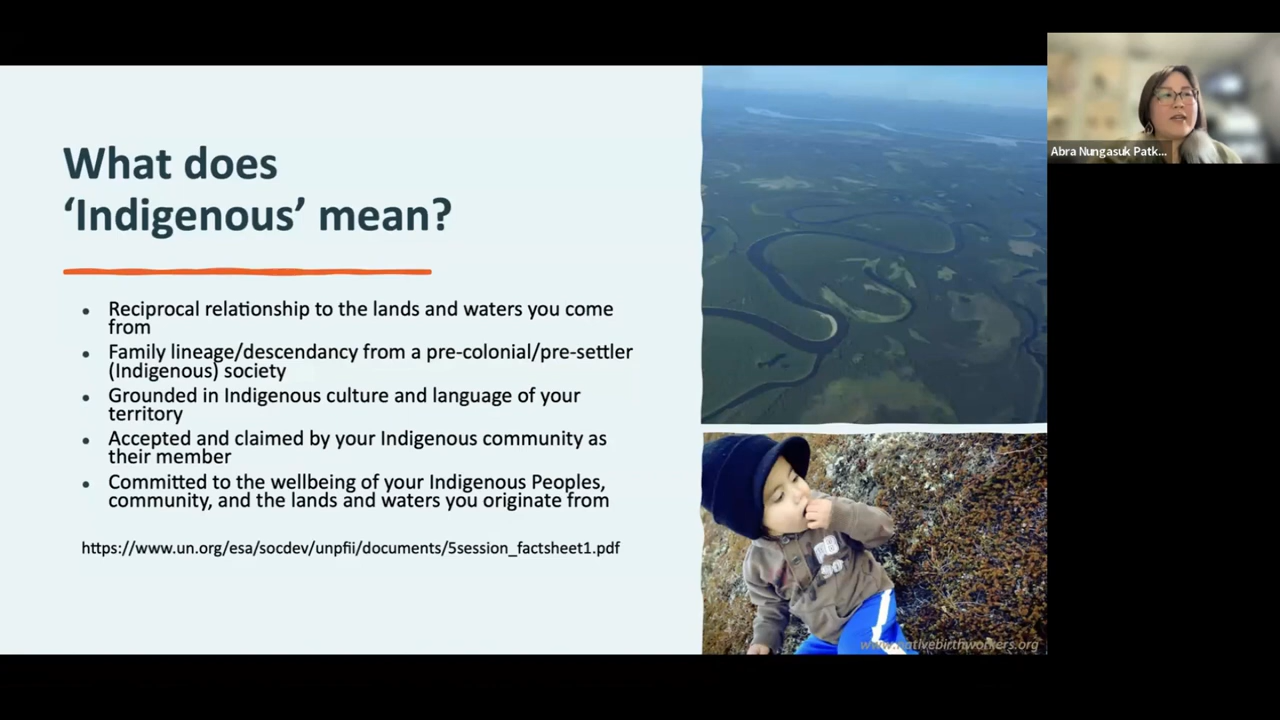 What does
‘Indigenous’ mean?
• Reciprocal relationship to the lands and waters you come
from
• Family lineage/descendancy from a pre-colonial/pre-settler
(Indigenous) society
• Grounded in Indigenous culture and language of your
territory
• Accepted and claimed by your Indigenous community as
their member
• Committed to the wellbeing of your Indigenous Peoples,
community, and the lands and waters you originate from
https://www.un.org/esa/socdev/unpfii/documents/5session_factsheet1.pdf
Abra Nungasuk Patk...
www.nativebirthworkers.org